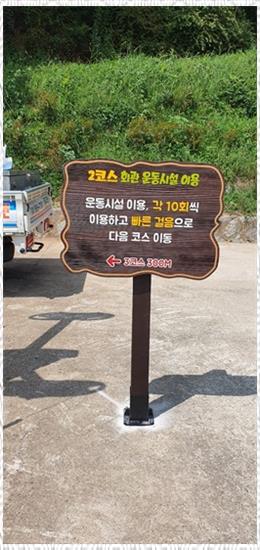 2코스 회관 운동시설 이용
운동시설 이용, 각 10회씩
이용하고 빠른 걸음으로
다음 코스 이동
← 3코스 300M